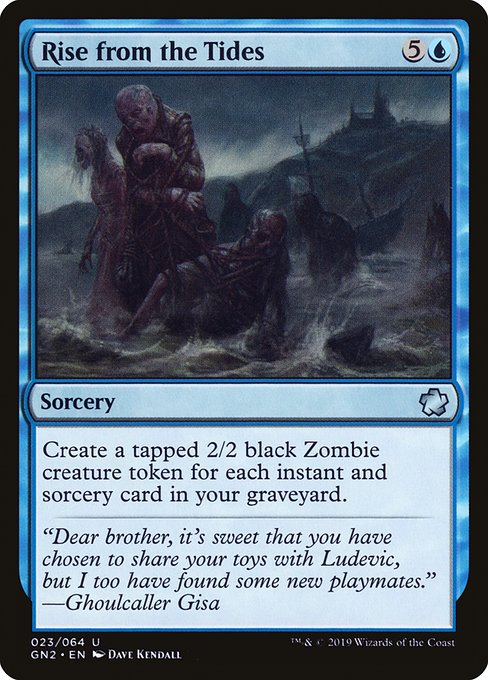 Rise from the Tides 5
Sorcery
Create a tapped 2/2 black Zombie
creature token for each instant and
sorcery card in your graveyard.
“Dear brother, it’s sweet that you have
chosen to share your toys with Ludevic,
but I too have found some new playmates.”
—Ghoulcaller Gisa
023/064 U
GN2 • EN Dave Kendall
™ & © 2019 Wizards of the Coast